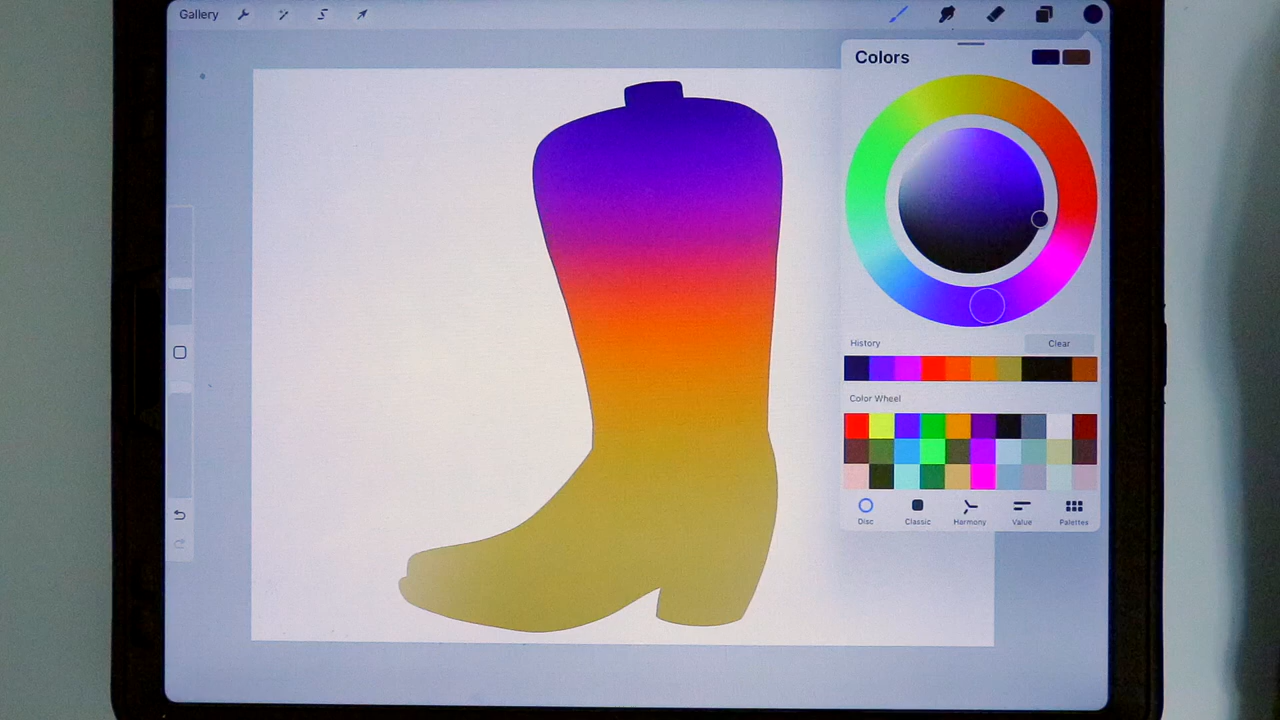 Gallery
Colors
History
Clear
Color Wheel
Disc
Classic
Harmony
Value
Palettes